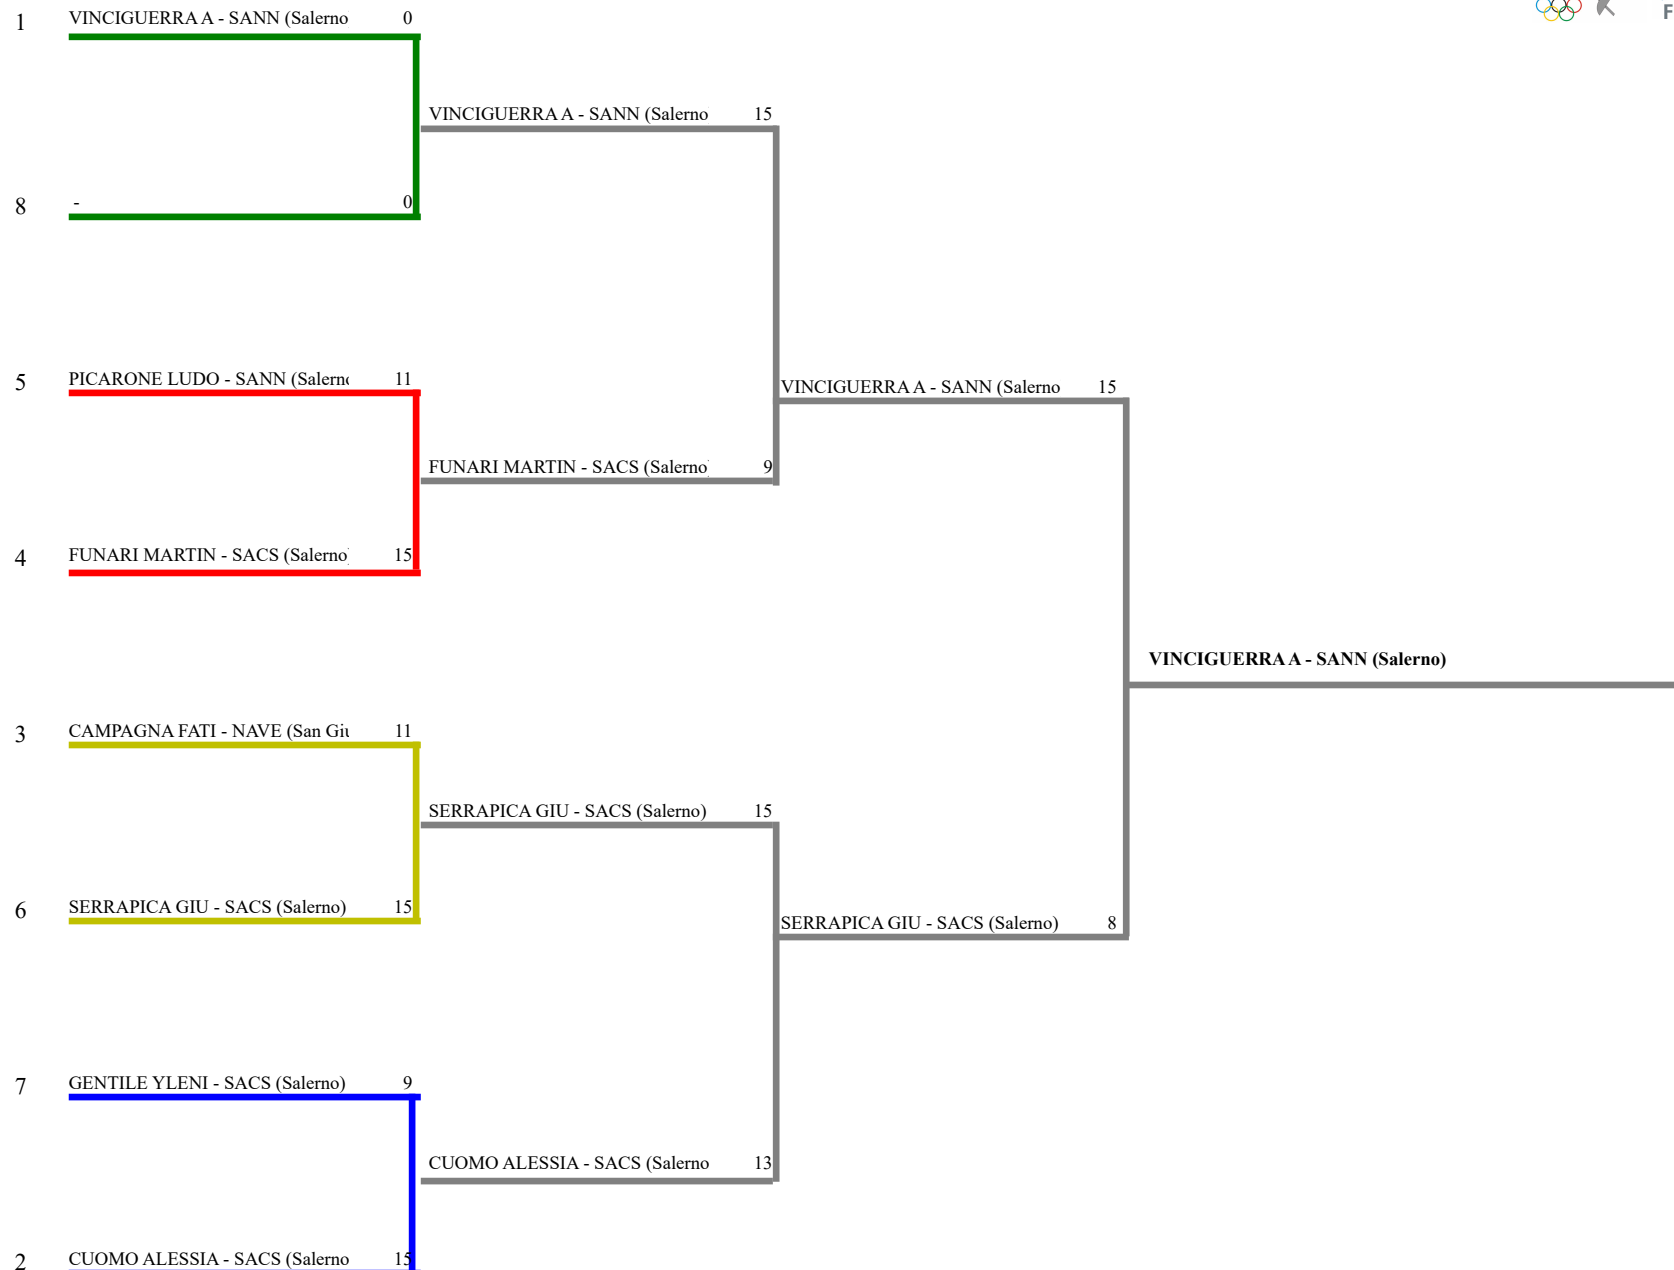 1 VINCIGUERRA A - SANN (Salerno 0
F
VINCIGUERRA A - SANN (Salerno 15
8 - 0
5 PICARONE LUDO - SANN (Salerno 11
VINCIGUERRA A - SANN (Salerno 15
FUNARI MARTIN - SACS (Salerno) 9
4 FUNARI MARTIN - SACS (Salerno) 15
VINCIGUERRA A - SANN (Salerno)
3 CAMPAGNA FATI - NAVE (San Giu 11
SERRAPICA GIU - SACS (Salerno) 15
6 SERRAPICA GIU - SACS (Salerno) 15
SERRAPICA GIU - SACS (Salerno) 8
7 GENTILE YLENI - SACS (Salerno) 9
CUOMO ALESSIA - SACS (Salerno 13
2 CUOMO ALESSIA - SACS (Salerno 15